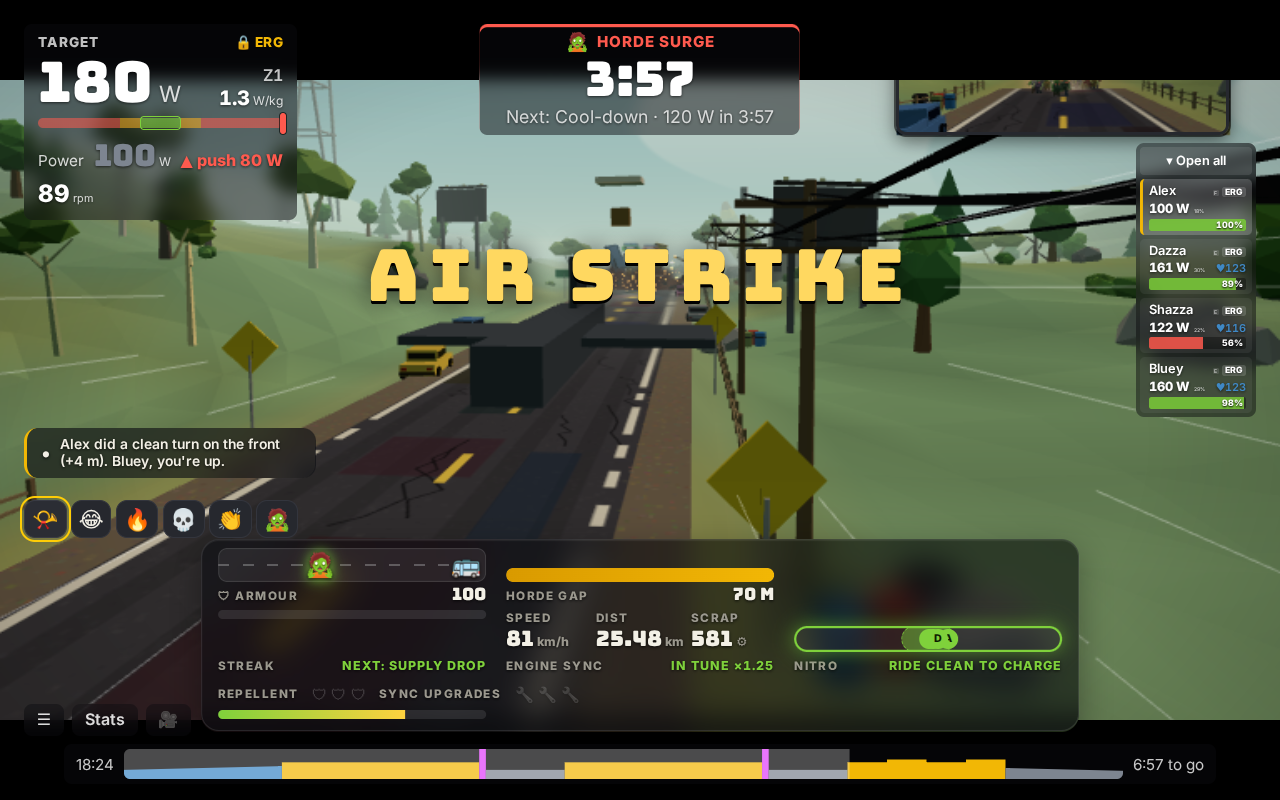 TARGET
ERG
180 W
Z1
1.3 W/kg
Power 100 w ▲ push 80 W
89 rpm
HORDE SURGE
3:57
Next: Cool-down · 120 W in 3:57
▾ Open all
Alex
E ERG
100 W 18%
100%
Dazza
ERG
161 W 30% ♥123
89%
Shazza
E ERG
122 W 22% ♥116
56%
Bluey
E ERG
160 W 29% ♥123
98%
AIR STRIKE
Alex did a clean turn on the front
(+4 m). Bluey, you're up.
ARMOUR 100
HORDE GAP 70 M
SPEED DIST SCRAP
81 km/h 25.48 km 581
D
STREAK NEXT: SUPPLY DROP
ENGINE SYNC IN TUNE ×1.25
NITRO RIDE CLEAN TO CHARGE
REPELLENT SYNC UPGRADES
☰ Stats
18:24
6:57 to go